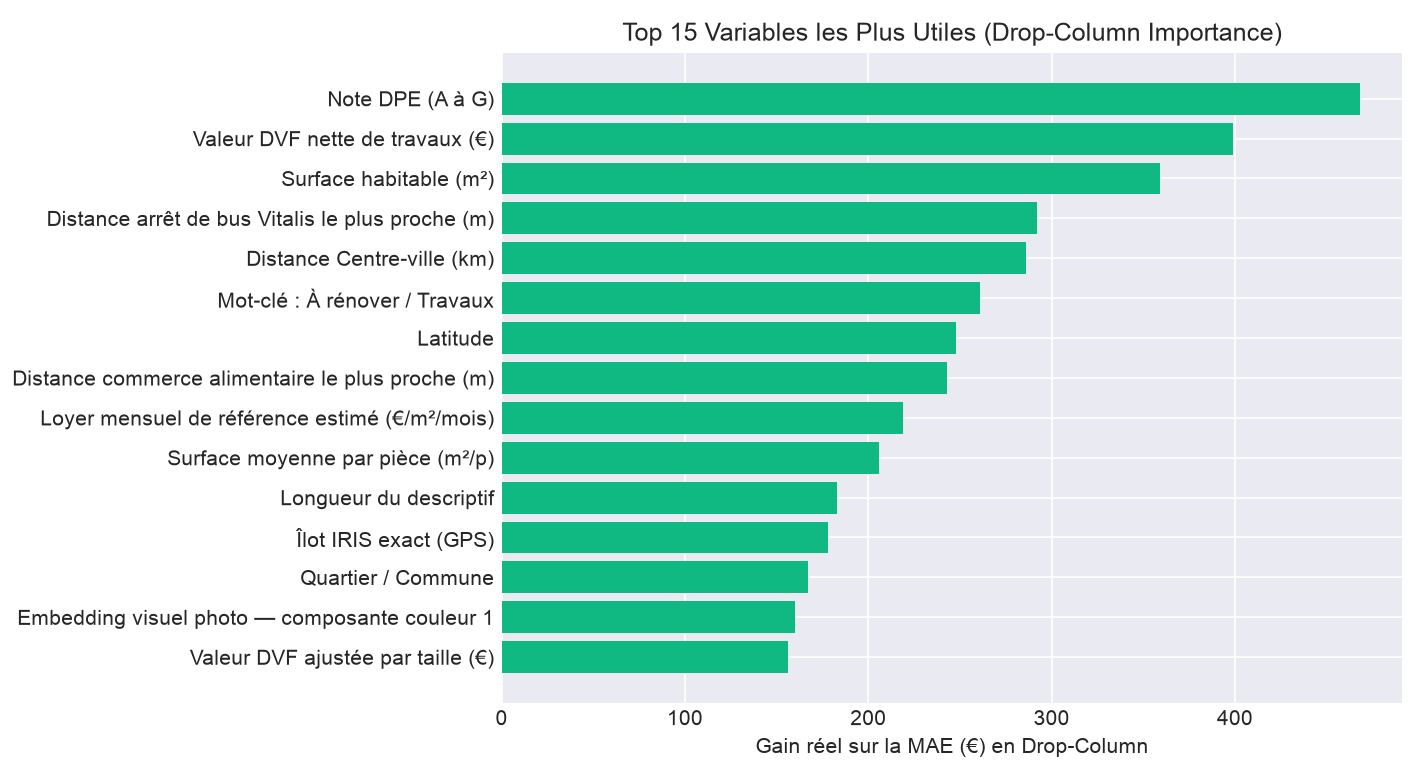 Top 15 Variables les Plus Utiles (Drop-Column Importance)
Note DPE (A à G)
Valeur DVF nette de travaux (€)
Surface habitable (m²)
Distance arrêt de bus Vitalis le plus proche (m)
Distance Centre-ville (km)
Mot-clé : À rénover / Travaux
Latitude
Distance commerce alimentaire le plus proche (m)
Loyer mensuel de référence estimé (€/m²/mois)
Surface moyenne par pièce (m²/p)
Longueur du descriptif
Îlot IRIS exact (GPS)
Quartier / Commune
Embedding visuel photo — composante couleur 1
Valeur DVF ajustée par taille (€)
0 100 200 300 400
Gain réel sur la MAE (€) en Drop-Column